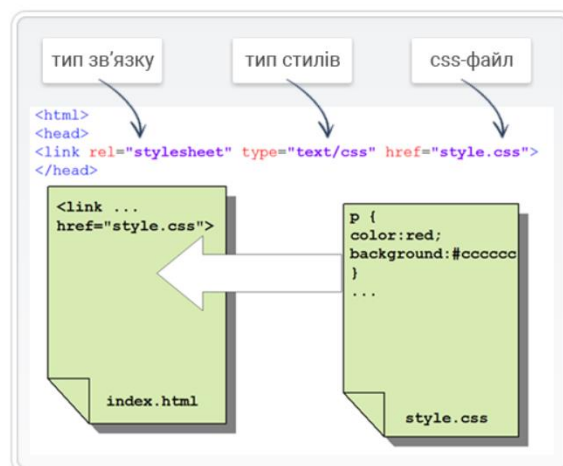 тип зв’язку
тип стилів
css-файл
<html>
<head>
<link rel="stylesheet" type="text/css" href="style.css">
</head>
<link ...
href="style.css">
index.html
p {
color:red;
background:#cccccc
}
...
style.css